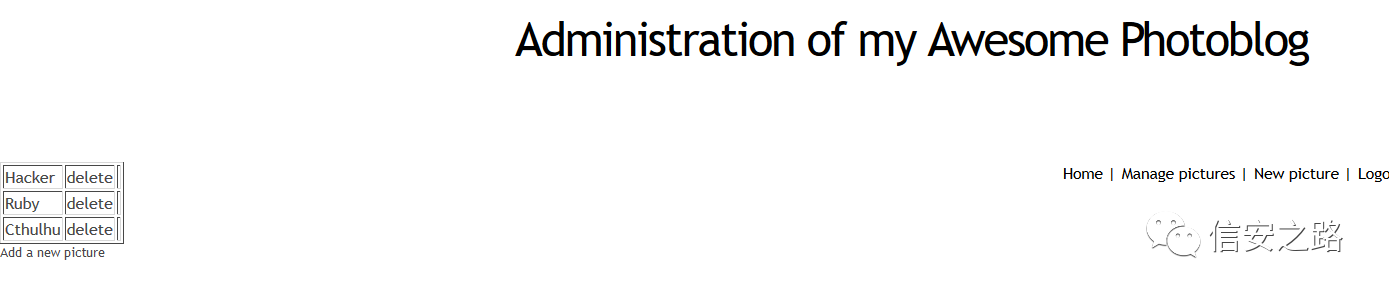 Administration of my Awesome Photoblog
Home | Manage pictures | New picture | Logo
Hacker delete
Ruby delete
Cthulhu delete
Add a new picture
信安之路